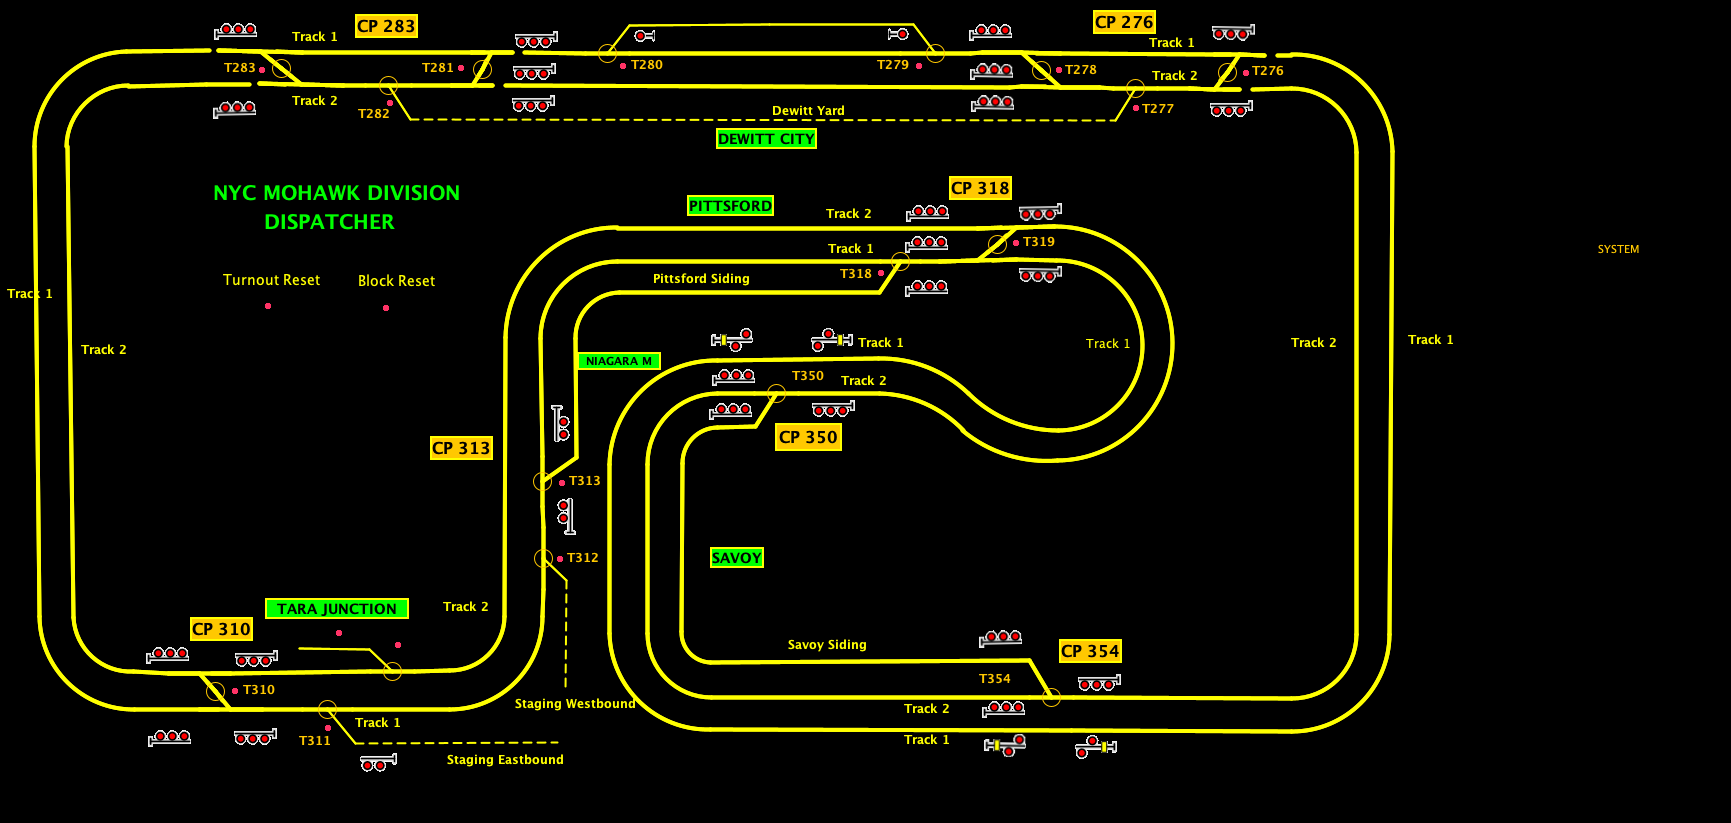 CP 283
CP 276
Track 1
Track 1
T283
T281
T280
T279
T278
T276
Track 2
Track 2
T282
Dewitt Yard
T277
DEWITT CITY
NYC MOHAWK DIVISION
DISPATCHER
CP 318
PITTSFORD
Track 2
Track 1
T319
SYSTEM
Turnout Reset
Block Reset
Pittsford Siding
T318
Track 1
Track 2
NIAGARA M
Track 1
Track 1
Track 2
Track 1
T350
Track 2
CP 313
CP 350
T313
T312
SAVOY
TARA JUNCTION
Track 2
CP 310
Savoy Siding
CP 354
T310
T354
Staging Westbound
Track 2
Track 1
T311
Track 1
Staging Eastbound